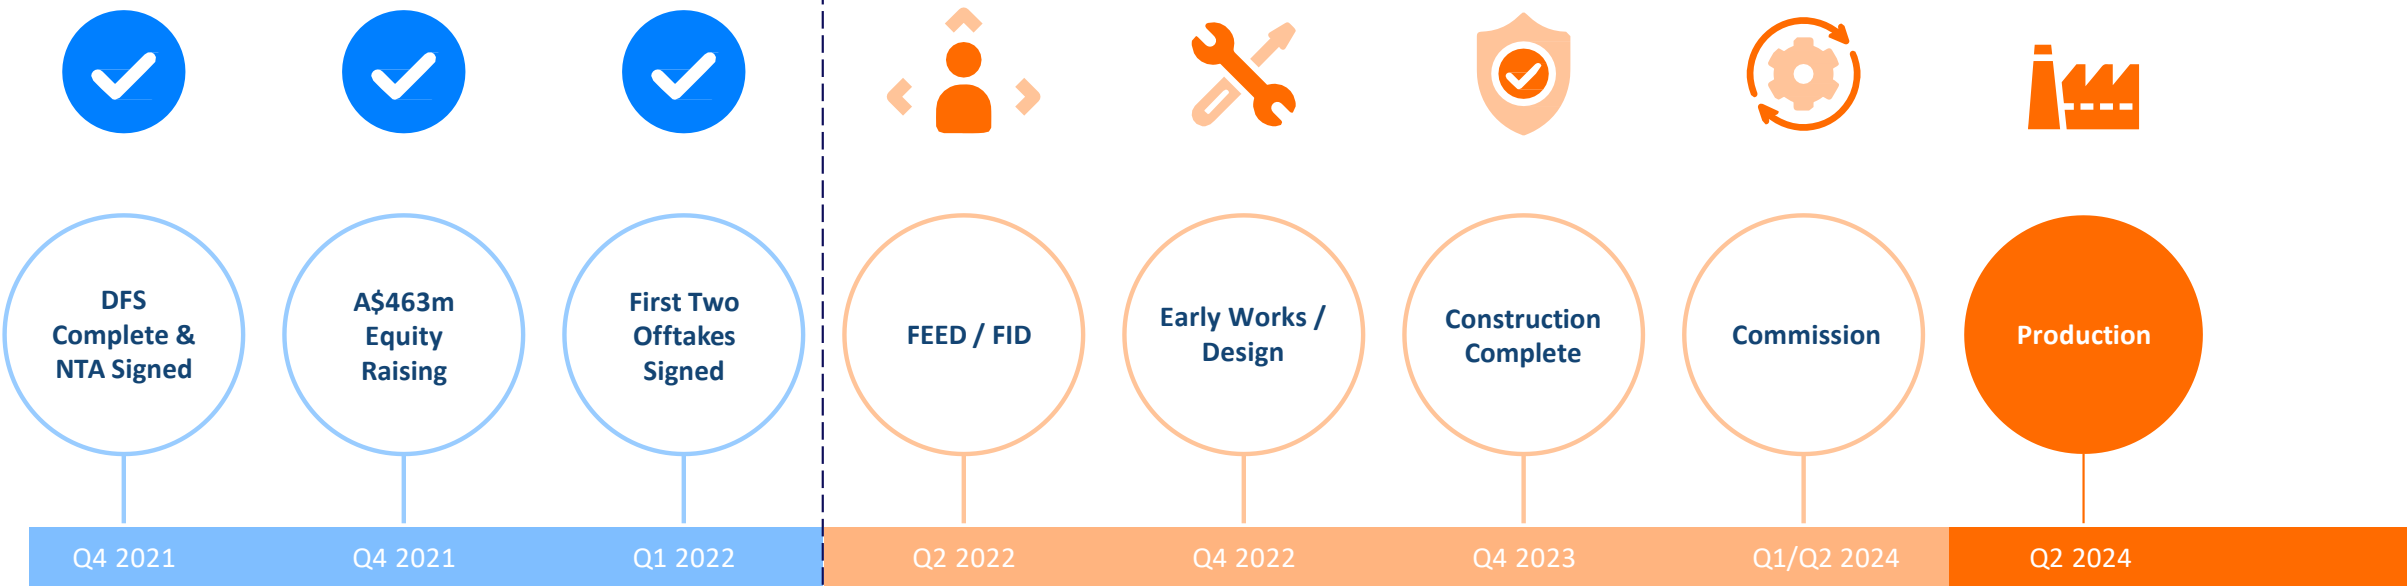 DFS
Complete &
NTA Signed
A$463m
Equity
Raising
First Two
Offtakes
Signed
FEED / FID
Early Works /
Design
Construction
Complete
Commission
Production
Q4 2021
Q4 2021
Q1 2022
Q2 2022
Q4 2022
Q4 2023
Q1/Q2 2024
Q2 2024